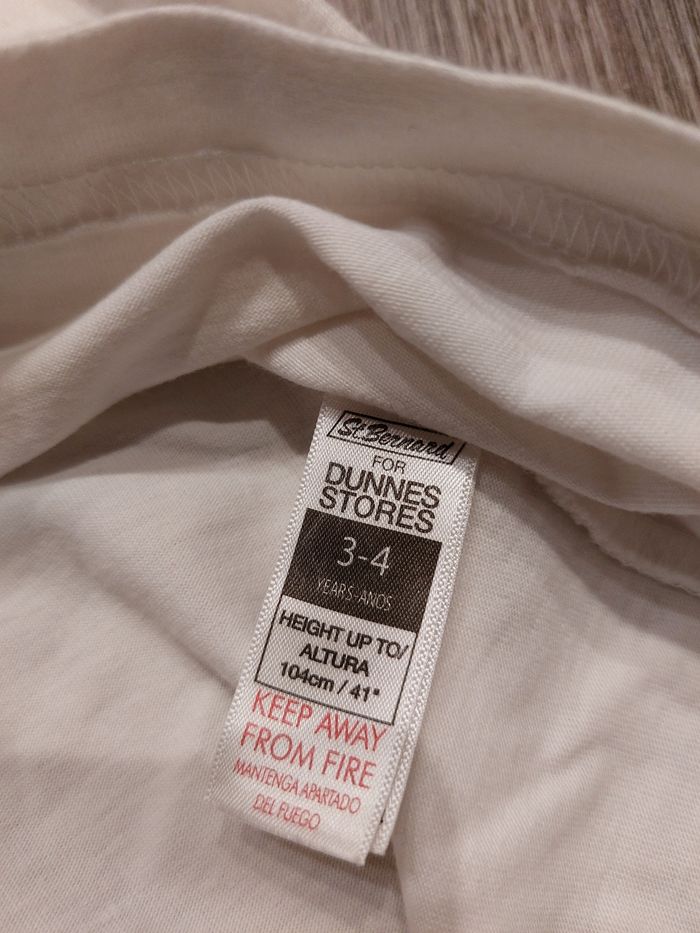 St.Bernard
FOR
DUNNES
STORES
3-4
YEARS-ANOS
HEIGHT UP TO/
ALTURA
104cm / 41"
KEEP AWAY
FROM FIRE
MANTENGA APARTADO
DEL FUEGO